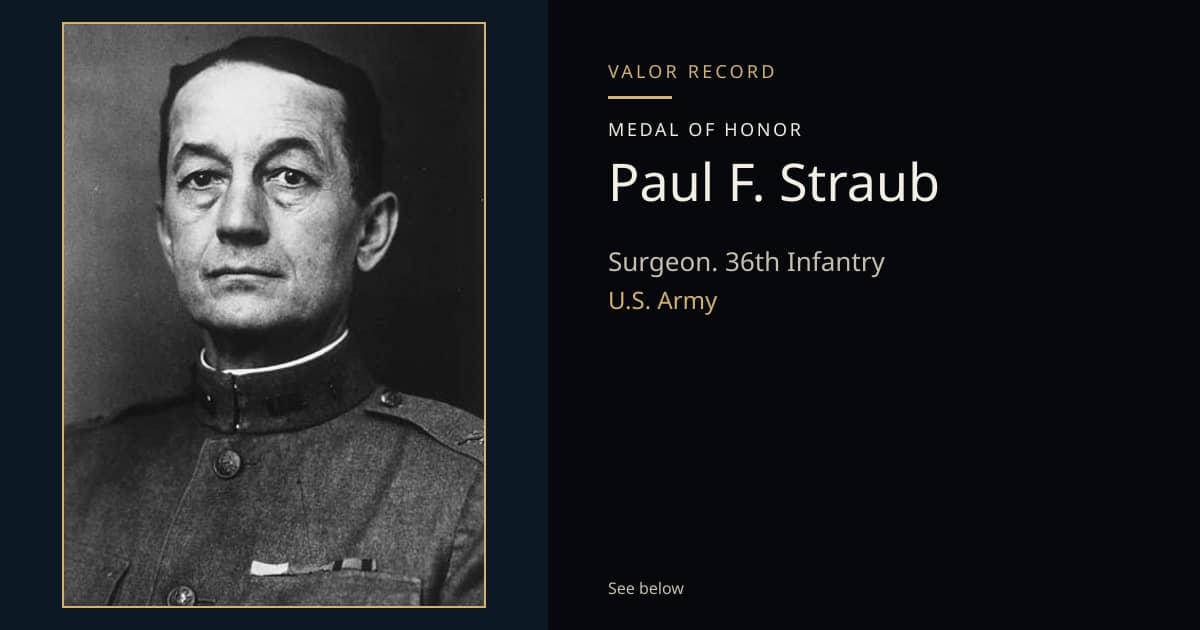 VALOR RECORD
MEDAL OF HONOR
Paul F. Straub
Surgeon. 36th Infantry
U.S. Army
See below